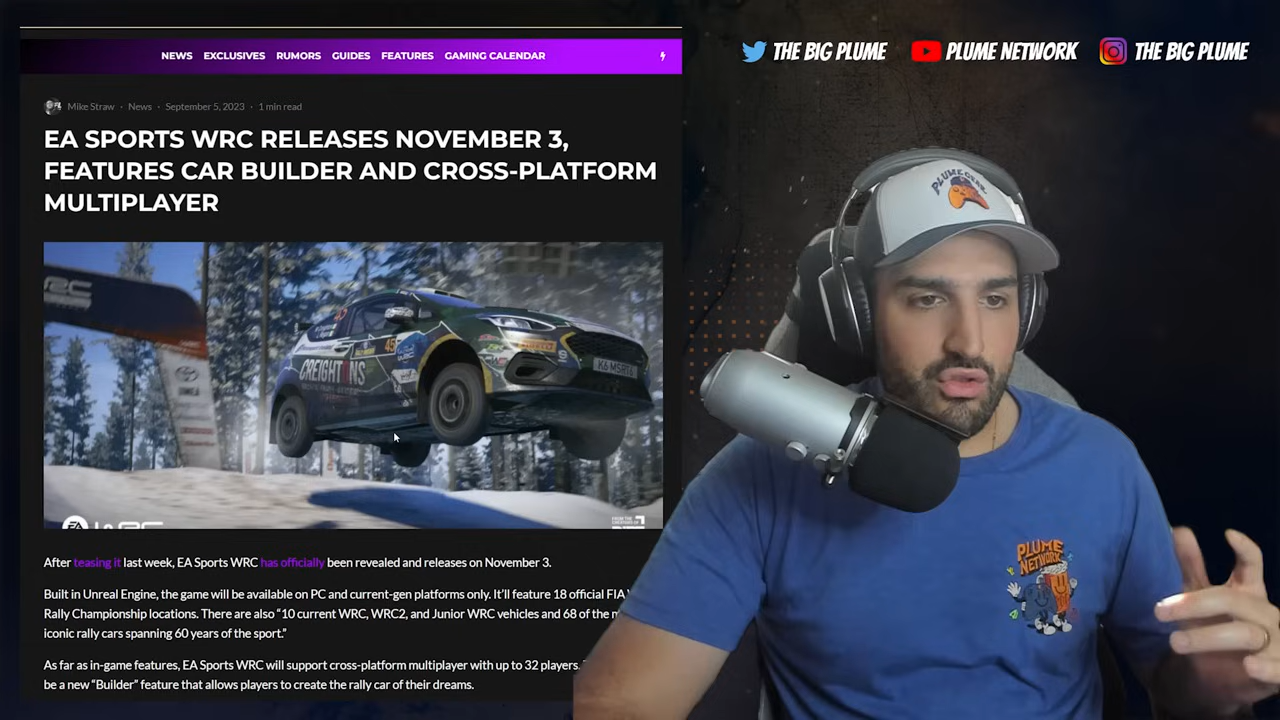 THE BIG PLUME
PLUME NETWORK
THE BIG PLUME
NEWS EXCLUSIVES RUMORS GUIDES FEATURES GAMING CALENDAR
Mike Straw · News · September 5, 2023 · 1 min read
EA SPORTS WRC RELEASES NOVEMBER 3,
FEATURES CAR BUILDER AND CROSS-PLATFORM
MULTIPLAYER
CREIGHTONS
K6 MSRT6
After teasing it last week, EA Sports WRC has officially been revealed and releases on November 3.
Built in Unreal Engine, the game will be available on PC and current-gen platforms only. It'll feature 18 official FIA
Rally Championship locations. There are also “10 current WRC, WRC2, and Junior WRC vehicles and 68 of the
iconic rally cars spanning 60 years of the sport.”
As far as in-game features, EA Sports WRC will support cross-platform multiplayer with up to 32 players.
be a new “Builder” feature that allows players to create the rally car of their dreams.
PLUME
NETWORK